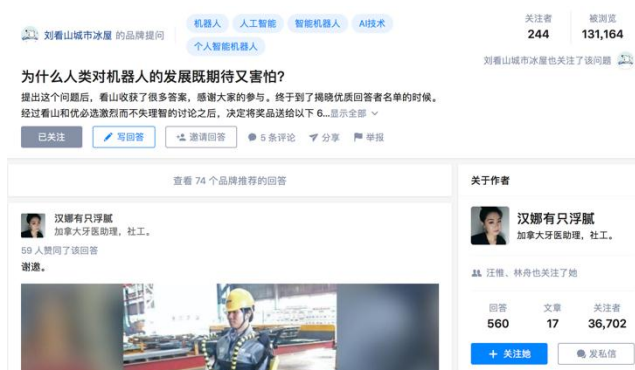 刘看山城市冰屋 的品牌提问
机器人 人工智能 智能机器人 AI技术
个人智能机器人
关注者 被浏览
244 131,164
刘看山城市冰屋也关注了该问题
为什么人类对机器人的发展既期待又害怕?
提出这个问题后，看山收获了很多答案，感谢大家的参与。终于到了揭晓优质回答者名单的时候。
经过看山和优必选激烈而不失理智的讨论之后，决定将奖品送给以下 6...显示全部
已关注 写回答 邀请回答 5 条评论 分享 举报
查看 74 个品牌推荐的回答
汉娜有只浮腻
加拿大牙医助理，社工。
59 人赞同了该回答
谢邀。
关于作者
汉娜有只浮腻
加拿大牙医助理，社工。
汪惟、林舟也关注了她
回答 文章 关注者
560 17 36,702
+ 关注她 发私信